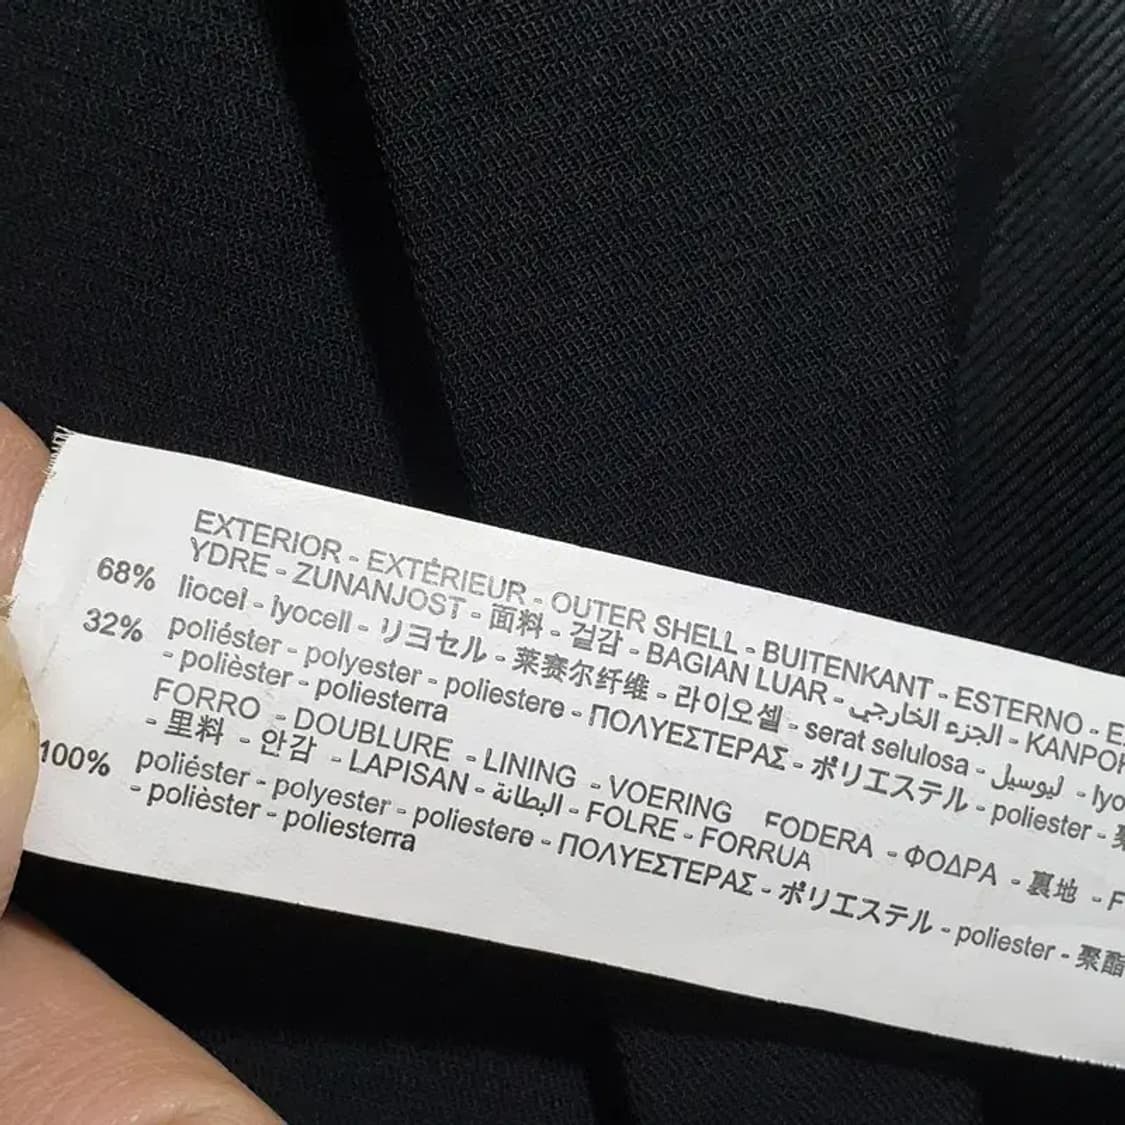 EXTERIOR - EXTÉRIEUR - OUTER SHELL - BUITENKANT - ESTERNO -
YDRE - ZUNANJOST - 面料 - 겉감 - BAGIAN LUAR - الجزء الخارجي -
68% liocel - lyocell - リヨセル - 莱赛尔纤维 - 라이오셀 - serat selulosa - ليوسيل -
32% poliéster - polyester - poliestere - ΠΟΛΥΕΣΤΕΡΑΣ - ポリエステル - poliester -
- polièster - poliesterra
FORRO - DOUBLURE - LINING - VOERING FODERA - ΦΟΔΡΑ - 裏地 -
- 里料 - 안감 - LAPISAN - البطانة - FOLRE - FORRUA
100% poliéster - polyester - poliestere - ΠΟΛΥΕΣΤΕΡΑΣ - ポリエステル - poliester - 聚酯
- polièster - poliesterra